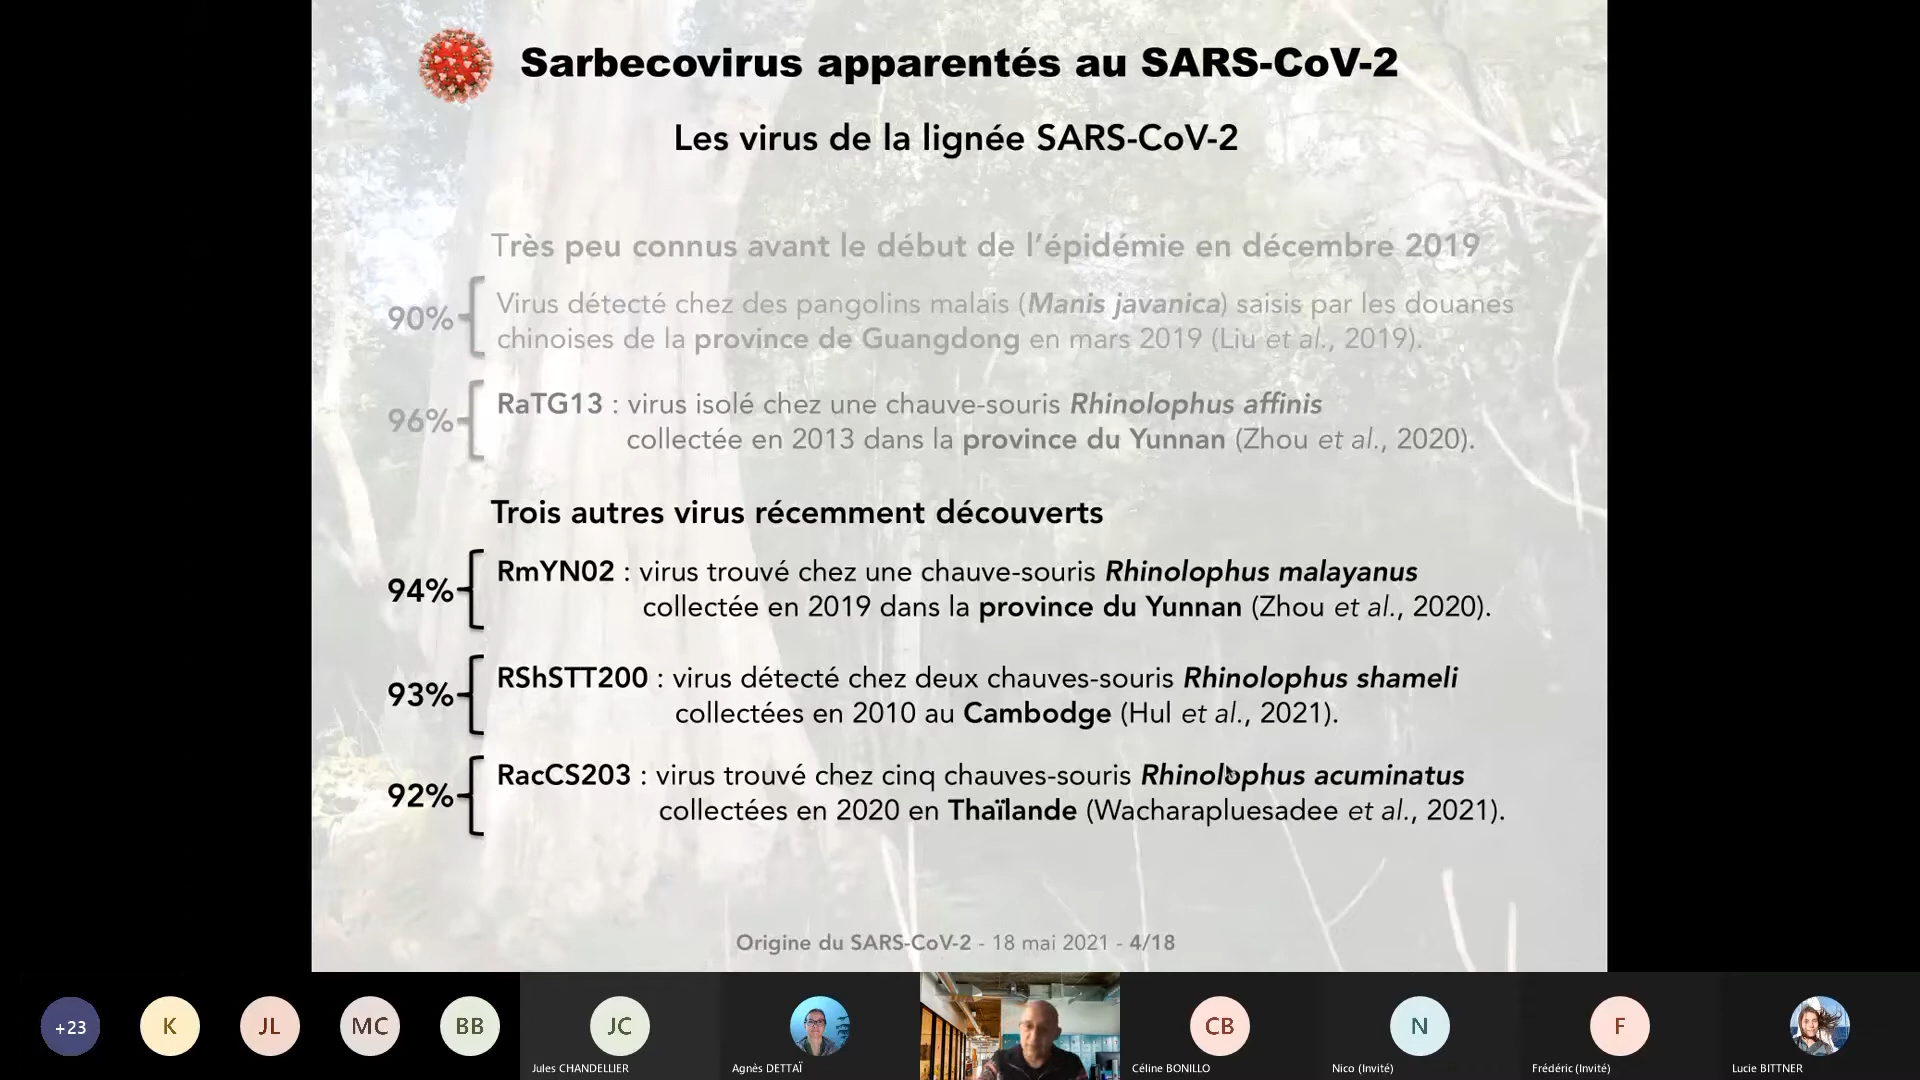 Sarbecovirus apparentés au SARS-CoV-2
Les virus de la lignée SARS-CoV-2
Très peu connus avant le début de l’épidémie en décembre 2019
90%
Virus détecté chez des pangolins malais (Manis javanica) saisis par les douanes
chinoises de la province de Guangdong en mars 2019 (Liu et al., 2019).
96%
RaTG13 : virus isolé chez une chauve-souris Rhinolophus affinis
collectée en 2013 dans la province du Yunnan (Zhou et al., 2020).
Trois autres virus récemment découverts
94%
RmYN02 : virus trouvé chez une chauve-souris Rhinolophus malayanus
collectée en 2019 dans la province du Yunnan (Zhou et al., 2020).
93%
RShSTT200 : virus détecté chez deux chauves-souris Rhinolophus shameli
collectées en 2010 au Cambodge (Hul et al., 2021).
92%
RacCS203 : virus trouvé chez cinq chauves-souris Rhinolophus acuminatus
collectées en 2020 en Thaïlande (Wacharapluesadee et al., 2021).
Origine du SARS-CoV-2 - 18 mai 2021 - 4/18
+23
K
JL
MC
BB
JC
CB
N
F
Jules CHANDELLIER
Agnès DETTAÏ
Céline BONILLO
Nico (Invité)
Frédéric (Invité)
Lucie BITTNER